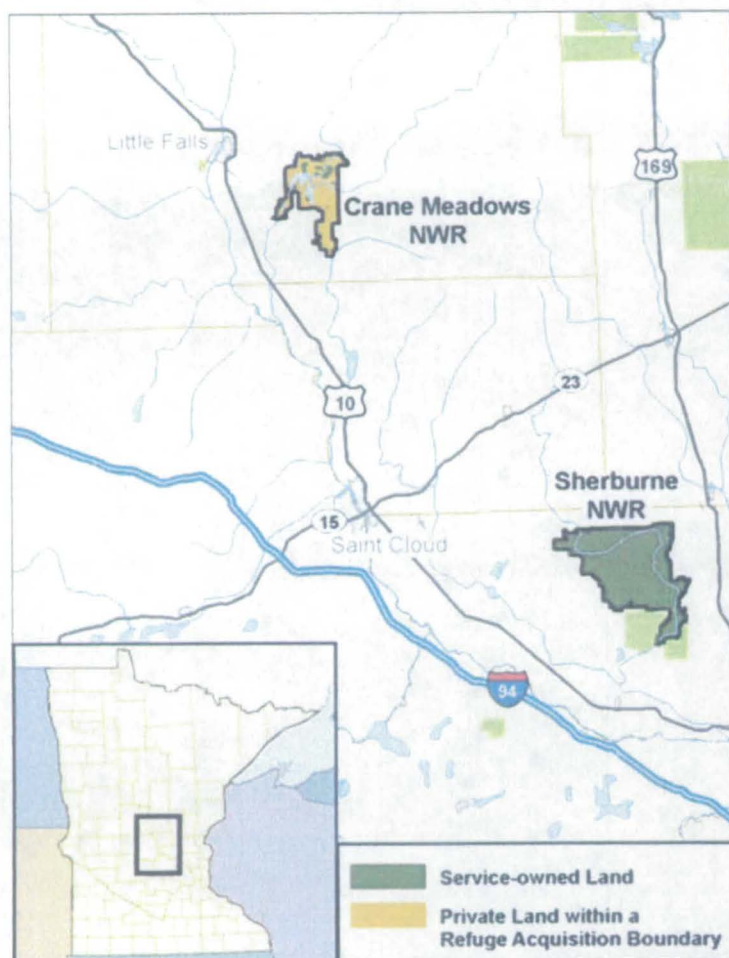 Little Falls
169
Crane Meadows
NWR
23
10
Sherburne
NWR
15
Saint Cloud
94
Service-owned Land
Private Land within a
Refuge Acquisition Boundary